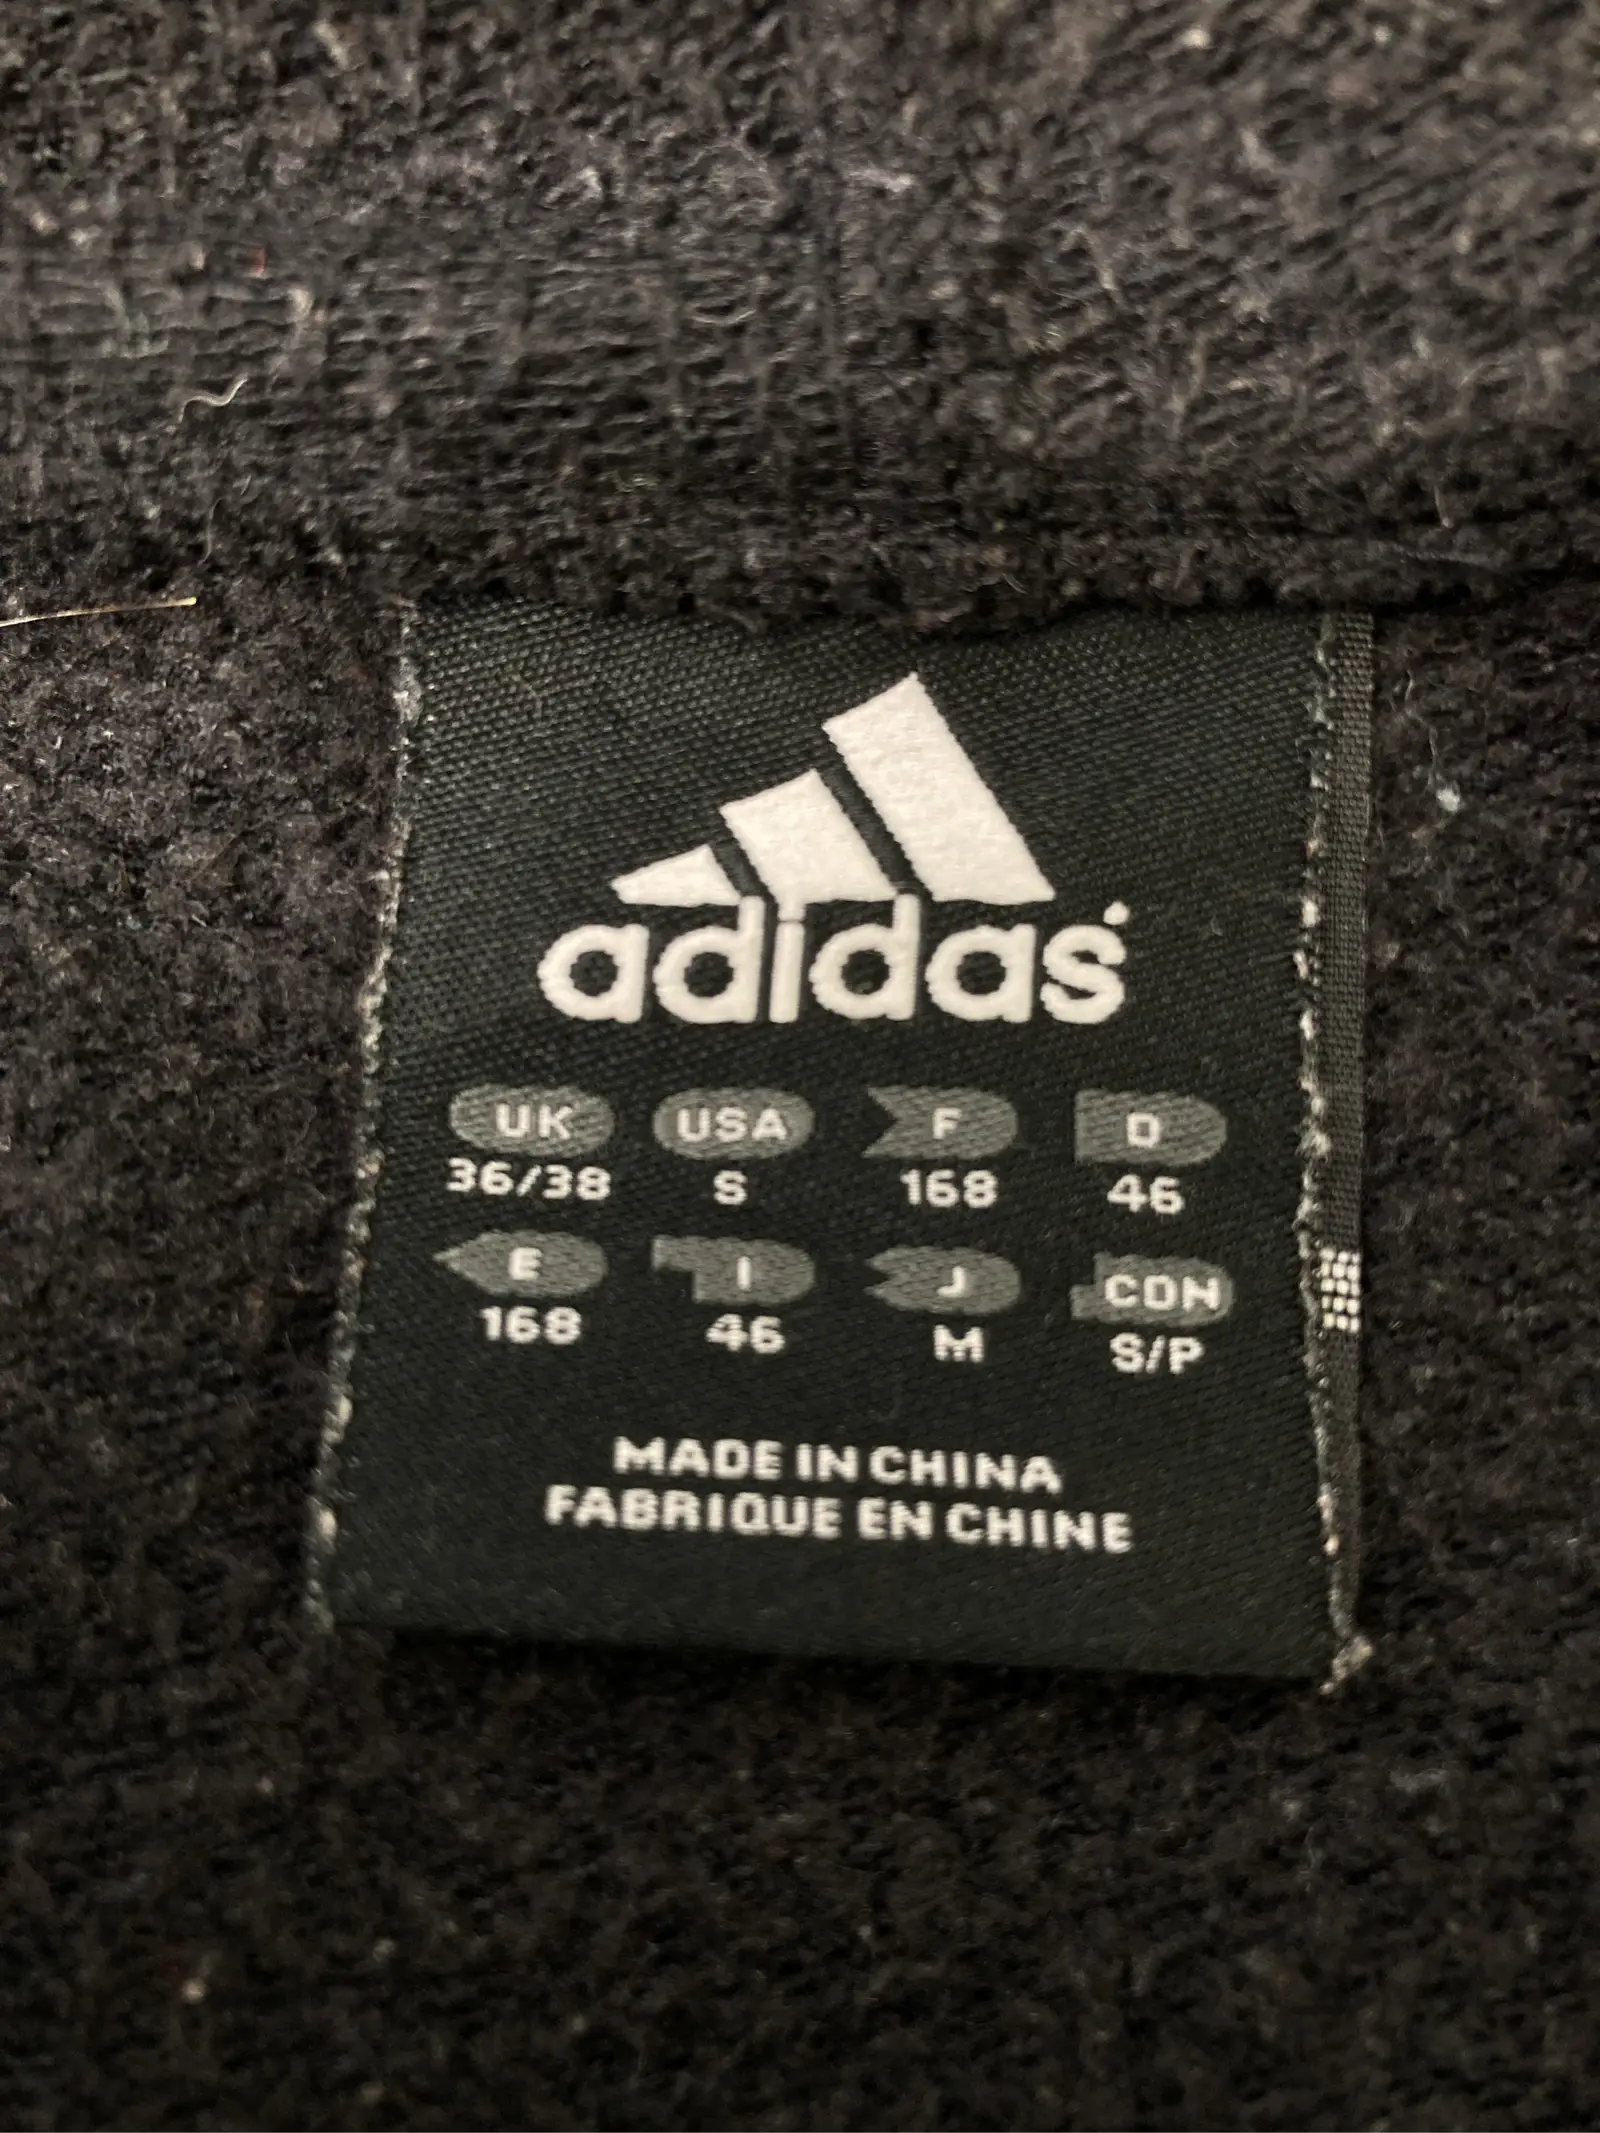 adidas
UK USA F D
36/38 S 168 46
E I J CDN
168 46 M S/P
MADE IN CHINA
FABRIQUE EN CHINE